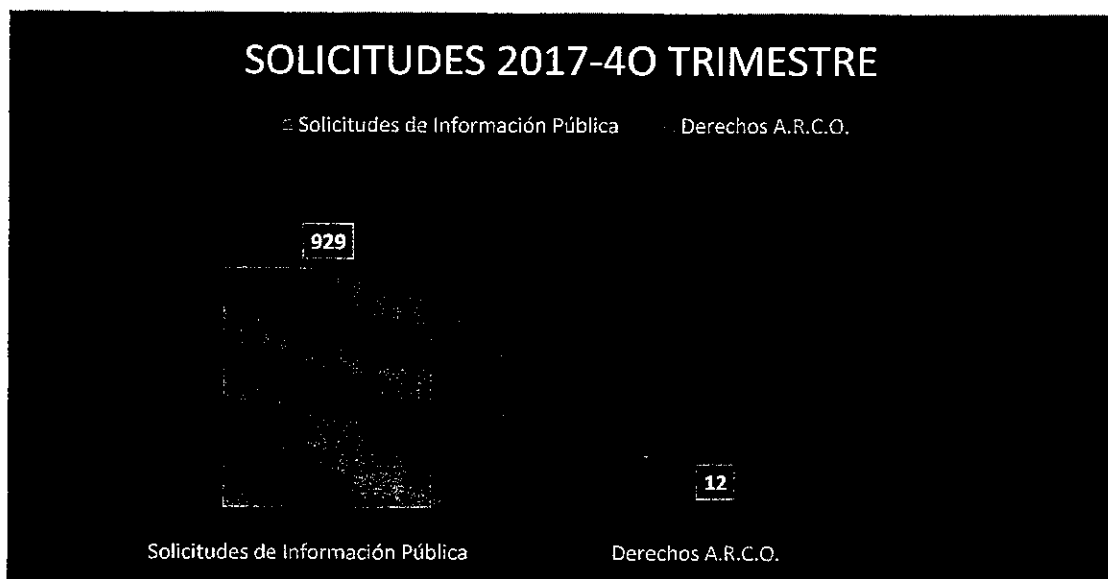 SOLICITUDES 2017-4O TRIMESTRE
Solicitudes de Información Pública Derechos A.R.C.O.
929
12
Solicitudes de Información Pública Derechos A.R.C.O.